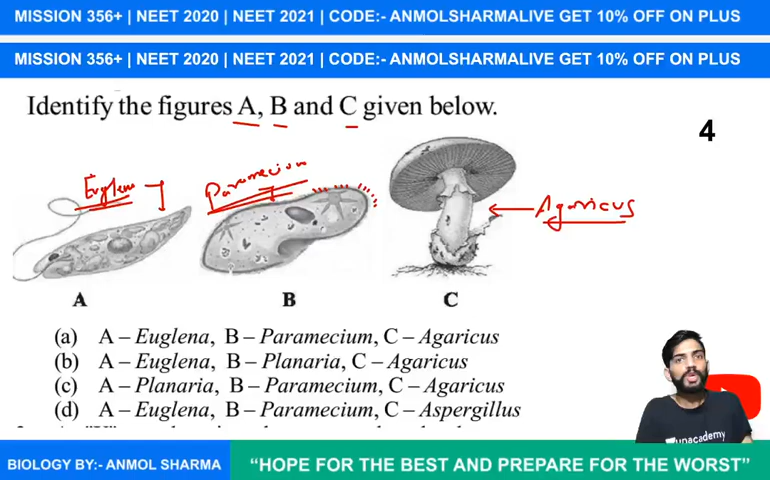 MISSION 356+ | NEET 2020 | NEET 2021 | CODE:- ANMOLSHARMALIVE GET 10% OFF ON PLUS
MISSION 356+ | NEET 2020 | NEET 2021 | CODE:- ANMOLSHARMALIVE GET 10% OFF ON PLUS
Identify the figures A, B and C given below.
4
Euglena
Paramecium
Agaricus
A
B
C
(a) A – Euglena, B – Paramecium, C – Agaricus
(b) A – Euglena, B – Planaria, C – Agaricus
(c) A – Planaria, B – Paramecium, C – Agaricus
(d) A – Euglena, B – Paramecium, C – Aspergillus
unacademy
BIOLOGY BY:- ANMOL SHARMA
“HOPE FOR THE BEST AND PREPARE FOR THE WORST”